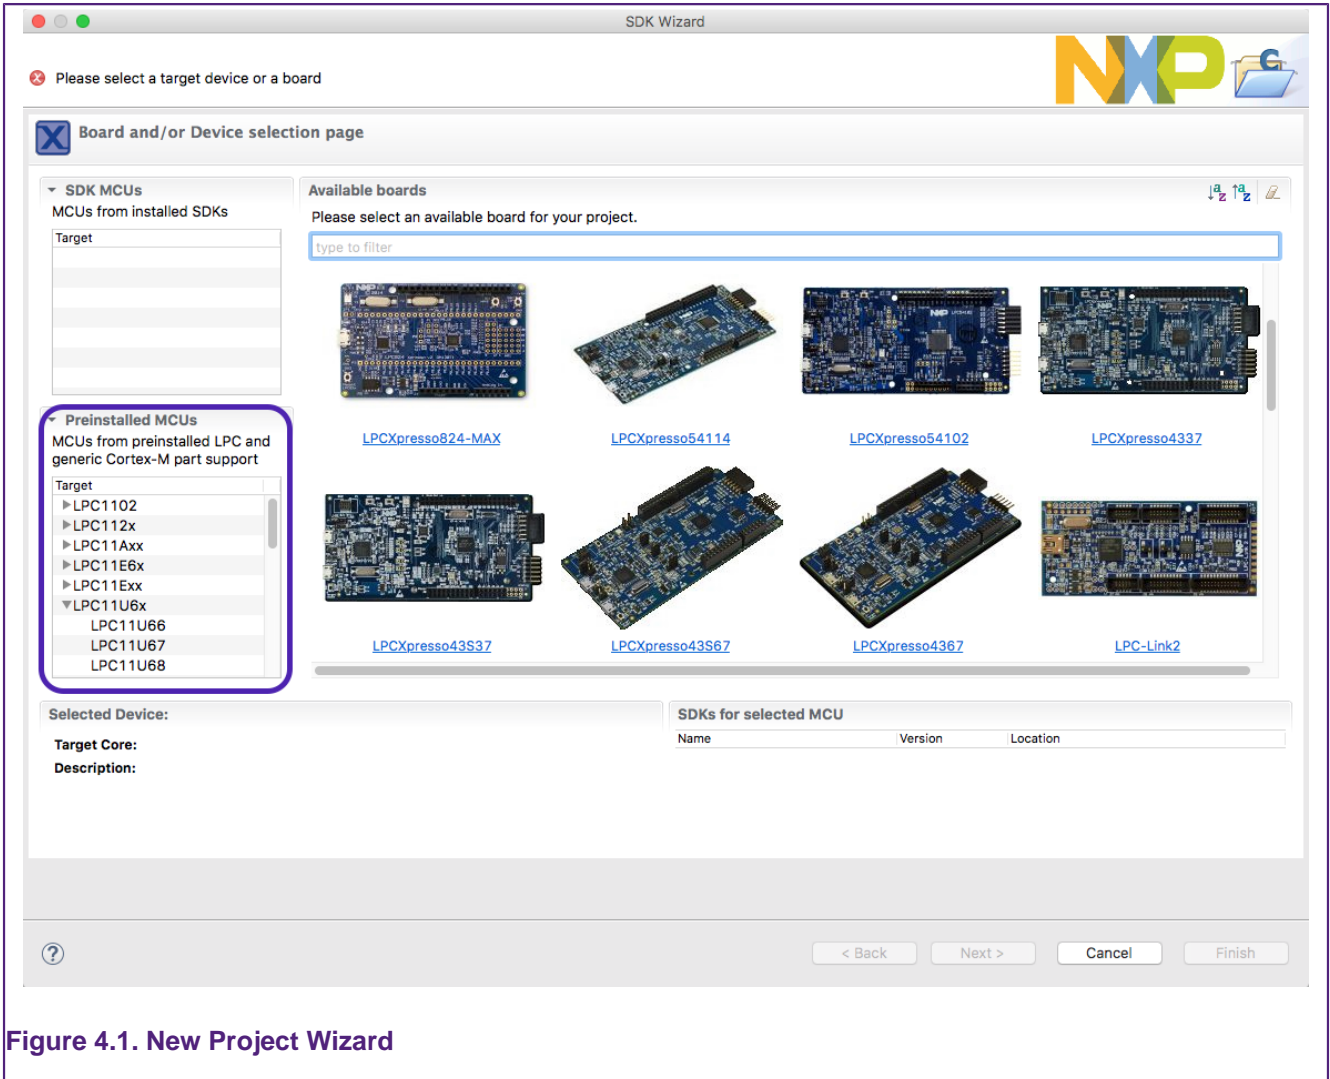 SDK Wizard
Please select a target device or a board
NXP
C
Board and/or Device selection page
SDK MCUs
MCUs from installed SDKs
Target
Available boards
Please select an available board for your project.
type to filter
LPCXpresso824-MAX
LPCXpresso54114
LPCXpresso54102
LPCXpresso4337
Preinstalled MCUs
MCUs from preinstalled LPC and
generic Cortex-M part support
Target
LPC1102
LPC112x
LPC11Axx
LPC11E6x
LPC11Exx
LPC11U6x
LPC11U66
LPC11U67
LPC11U68
LPCXpresso43S37
LPCXpresso43S67
LPCXpresso4367
LPC-Link2
Selected Device:
Target Core:
Description:
SDKs for selected MCU
Name Version Location
< Back Next > Cancel Finish
Figure 4.1. New Project Wizard